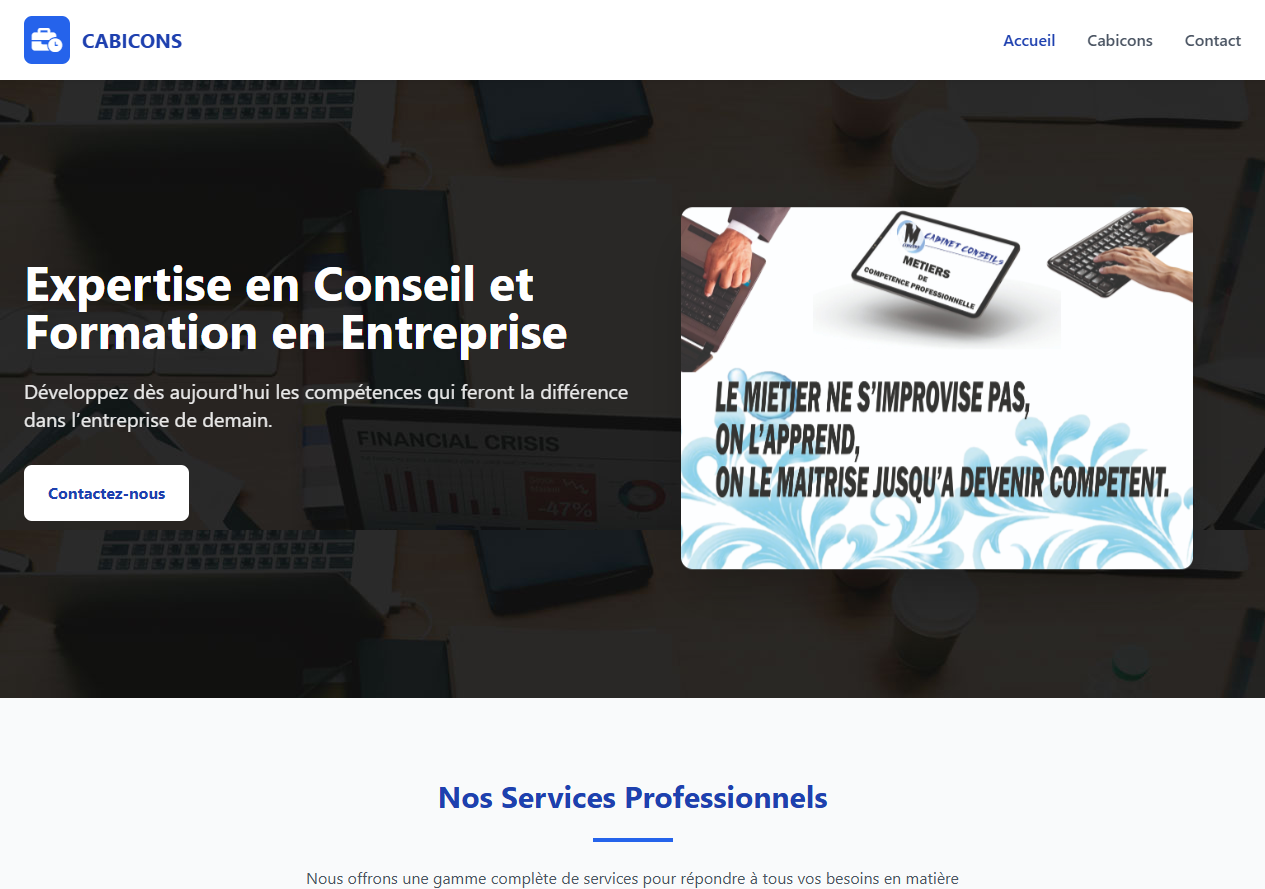 CABICONS
Accueil
Cabicons
Contact
Expertise en Conseil et
Formation en Entreprise
Développez dès aujourd'hui les compétences qui feront la différence
dans l’entreprise de demain.
Contactez-nous
FINANCIAL CRISIS
-47%
M
CABINET CONSEILS
METIERS
DE
COMPETENCE PROFESSIONNELLE
LE MIETIER NE S’IMPROVISE PAS,
ON L’APPREND,
ON LE MAITRISE JUSQU’A DEVENIR COMPETENT.
Nos Services Professionnels
Nous offrons une gamme complète de services pour répondre à tous vos besoins en matière